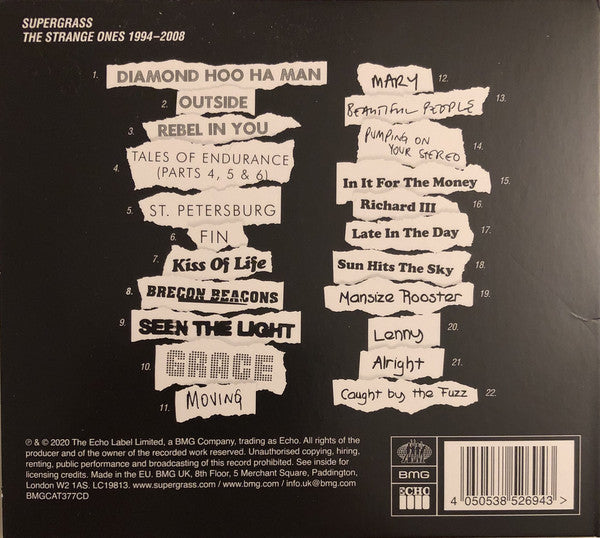 SUPERGRASS
THE STRANGE ONES 1994–2008
1. DIAMOND HOO HA MAN
2. OUTSIDE
3. REBEL IN YOU
4. TALES OF ENDURANCE
(PARTS 4, 5 & 6)
5. ST. PETERSBURG
6. FIN
7. Kiss Of Life
8. BRECON BEACONS
9. SEEN THE LIGHT
10. GRACE
11. MOVING
MARY 12.
BEAUTIFUL PEOPLE 13.
PUMPING ON
YOUR STEREO 14.
In It For The Money 15.
Richard III 16.
Late In The Day 17.
Sun Hits The Sky 18.
Mansize Rooster 19.
Lenny 20.
Alright 21.
Caught by the Fuzz 22.
℗ & © 2020 The Echo Label Limited, a BMG Company, trading as Echo. All rights of the
producer and of the owner of the recorded work reserved. Unauthorised copying, hiring,
renting, public performance and broadcasting of this record prohibited. See inside for
licensing credits. Made in the EU. BMG UK, 8th Floor, 5 Merchant Square, Paddington,
London W2 1AS. LC19813. www.supergrass.com / www.bmg.com / info.uk@bmg.com
BMGCAT377CD
BMG
ECHO
4 050538 526943 >